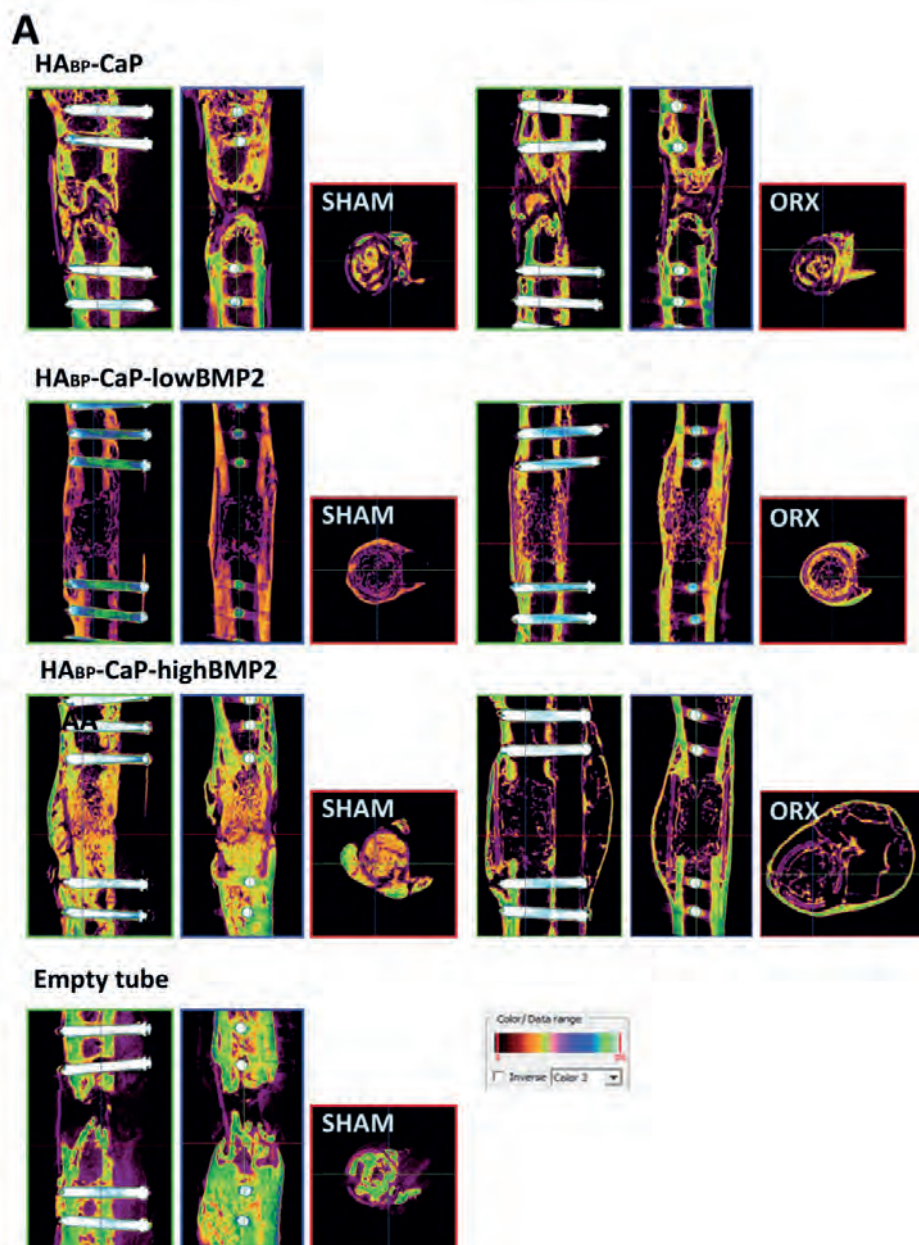 A
HABP-CaP
SHAM
ORX
HABP-CaP-lowBMP2
SHAM
ORX
HABP-CaP-highBMP2
AA
SHAM
ORX
Empty tube
Color/Data range
Inverse Color 3
SHAM